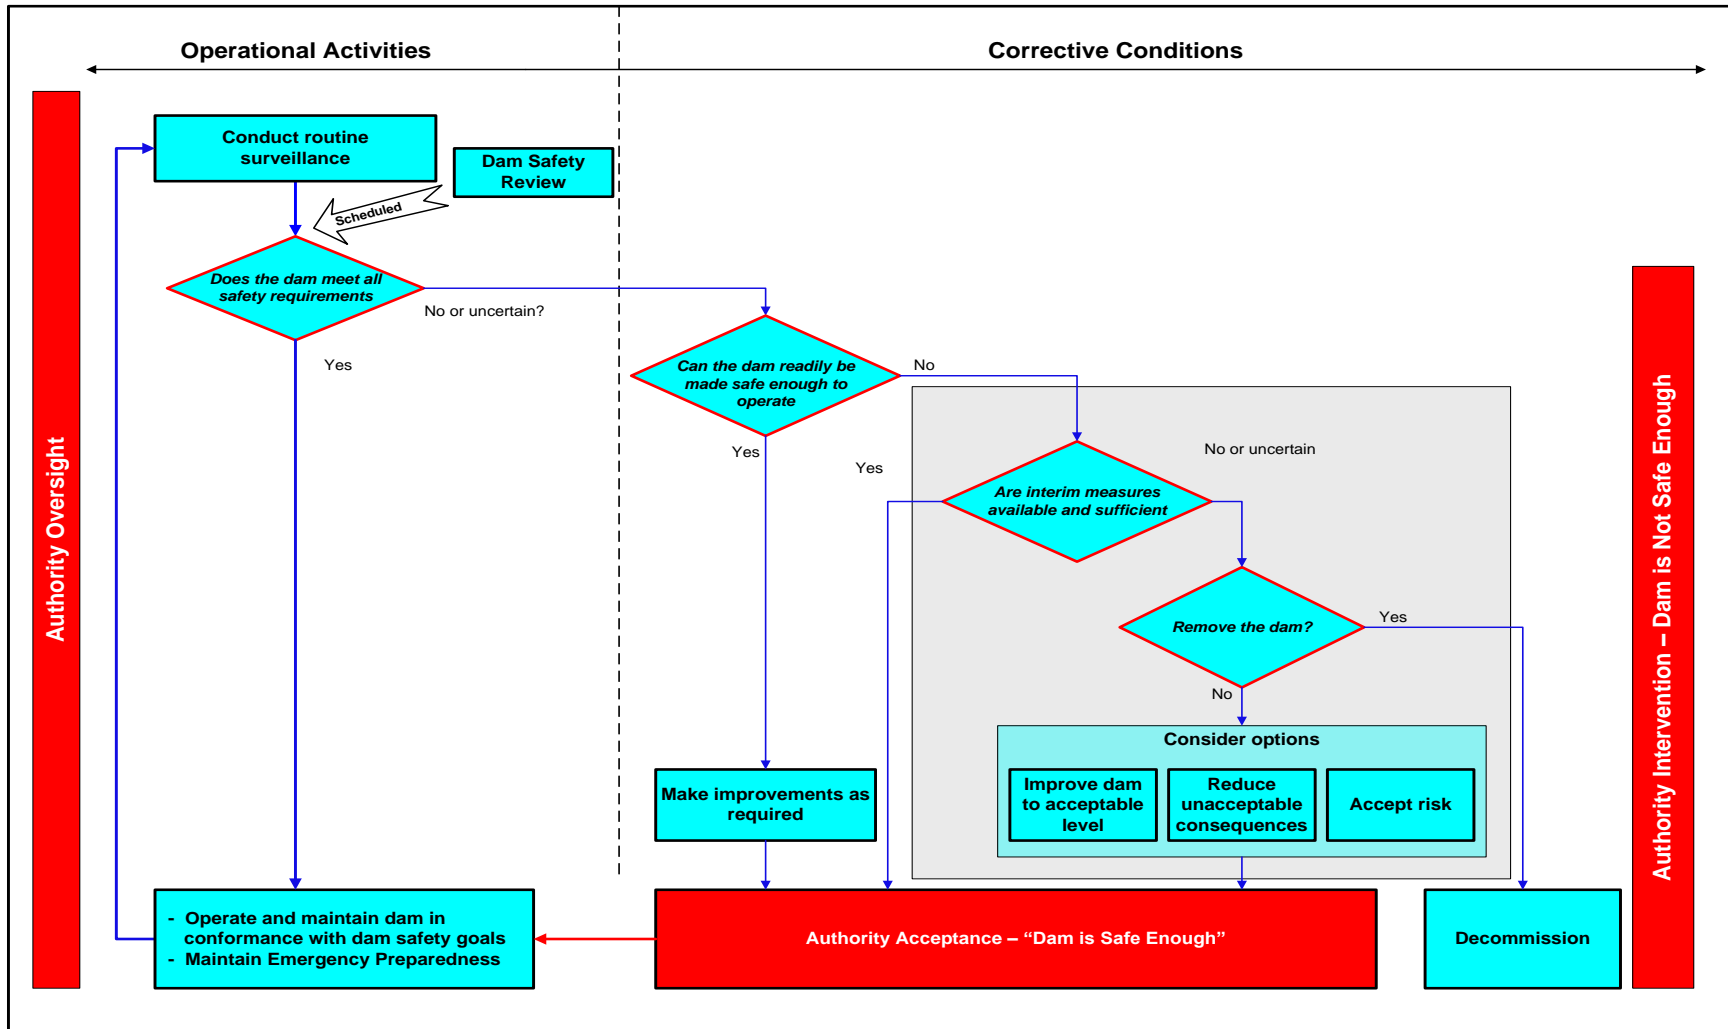 Operational Activities
Corrective Conditions
Conduct routine
surveillance
Dam Safety
Review
Scheduled
Does the dam meet all
safety requirements
No or uncertain?
Yes
Can the dam readily be
made safe enough to
operate
No
Yes
Yes
No or uncertain
Are interim measures
available and sufficient
Remove the dam?
Yes
No
Consider options
Improve dam
to acceptable
level
Reduce
unacceptable
consequences
Accept risk
Make improvements as
required
- Operate and maintain dam in
conformance with dam safety goals
- Maintain Emergency Preparedness
Authority Acceptance – “Dam is Safe Enough”
Decommission
Authority Oversight
Authority Intervention – Dam is Not Safe Enough